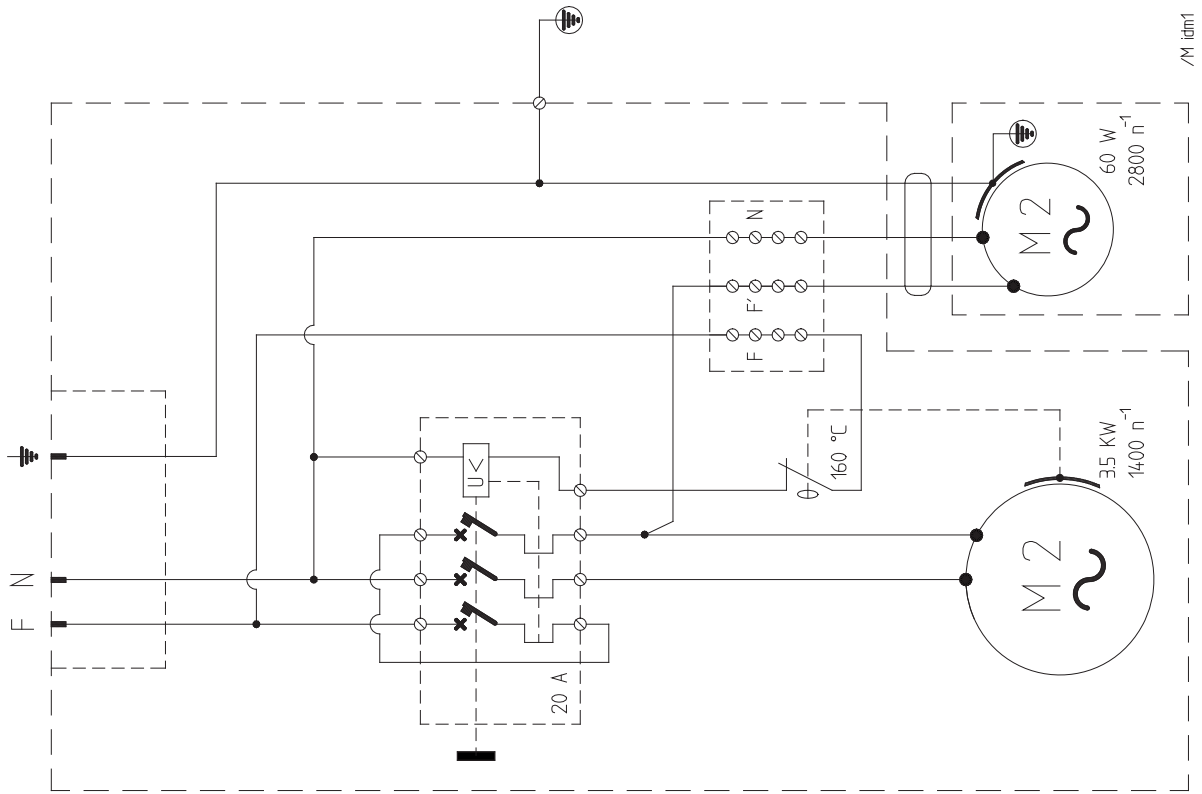 F
N
20 A
U<
160 °C
F
F'
N
M 2
3.5 KW
1400 n⁻¹
M 2
60 W
2800 n⁻¹
/M idm1